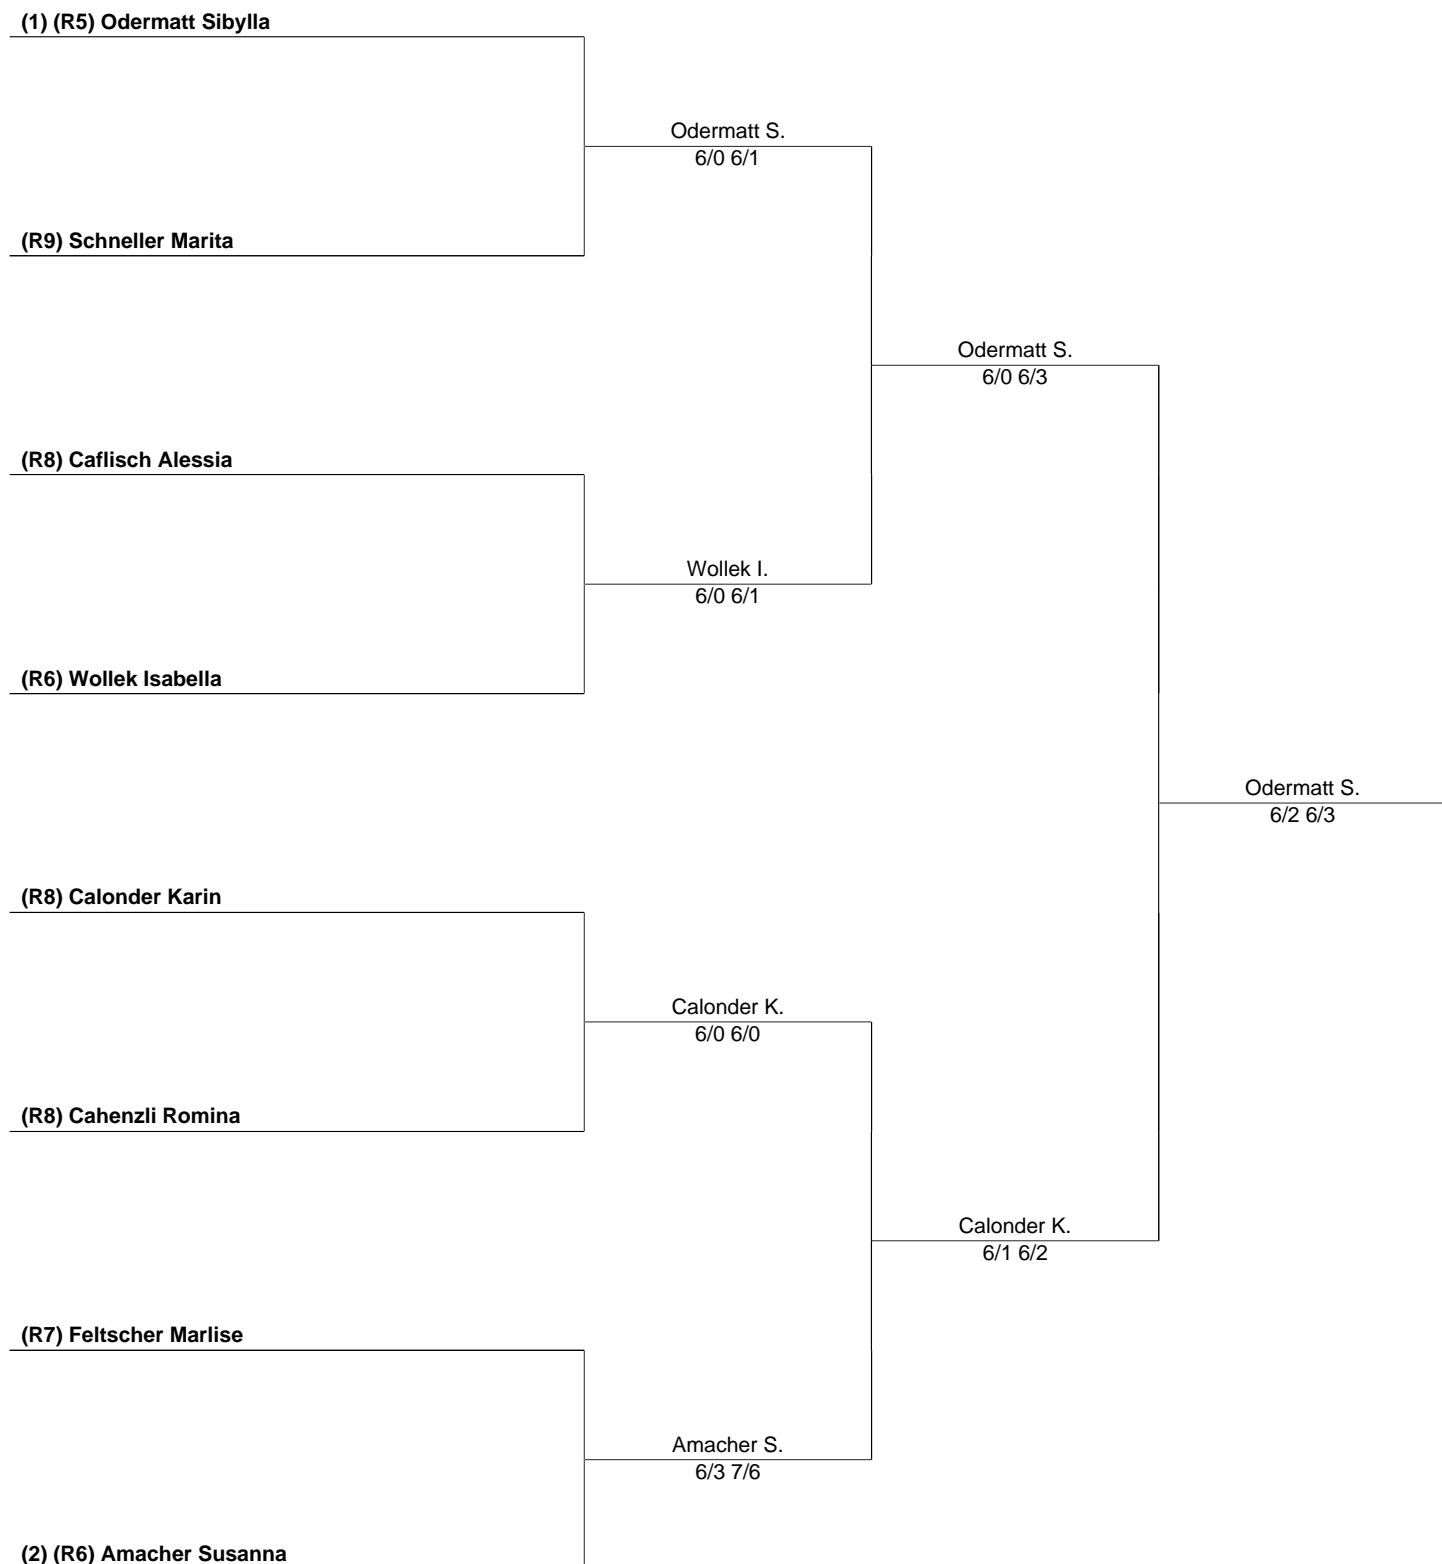 (1) (R5) Odermatt Sibylla
Odermatt S.
6/0 6/1
(R9) Schneller Marita
Odermatt S.
6/0 6/3
(R8) Caflisch Alessia
Wollek I.
6/0 6/1
(R6) Wollek Isabella
Odermatt S.
6/2 6/3
(R8) Calonder Karin
Calonder K.
6/0 6/0
(R8) Cahenzli Romina
Calonder K.
6/1 6/2
(R7) Feltscher Marlise
Amacher S.
6/3 7/6
(2) (R6) Amacher Susanna